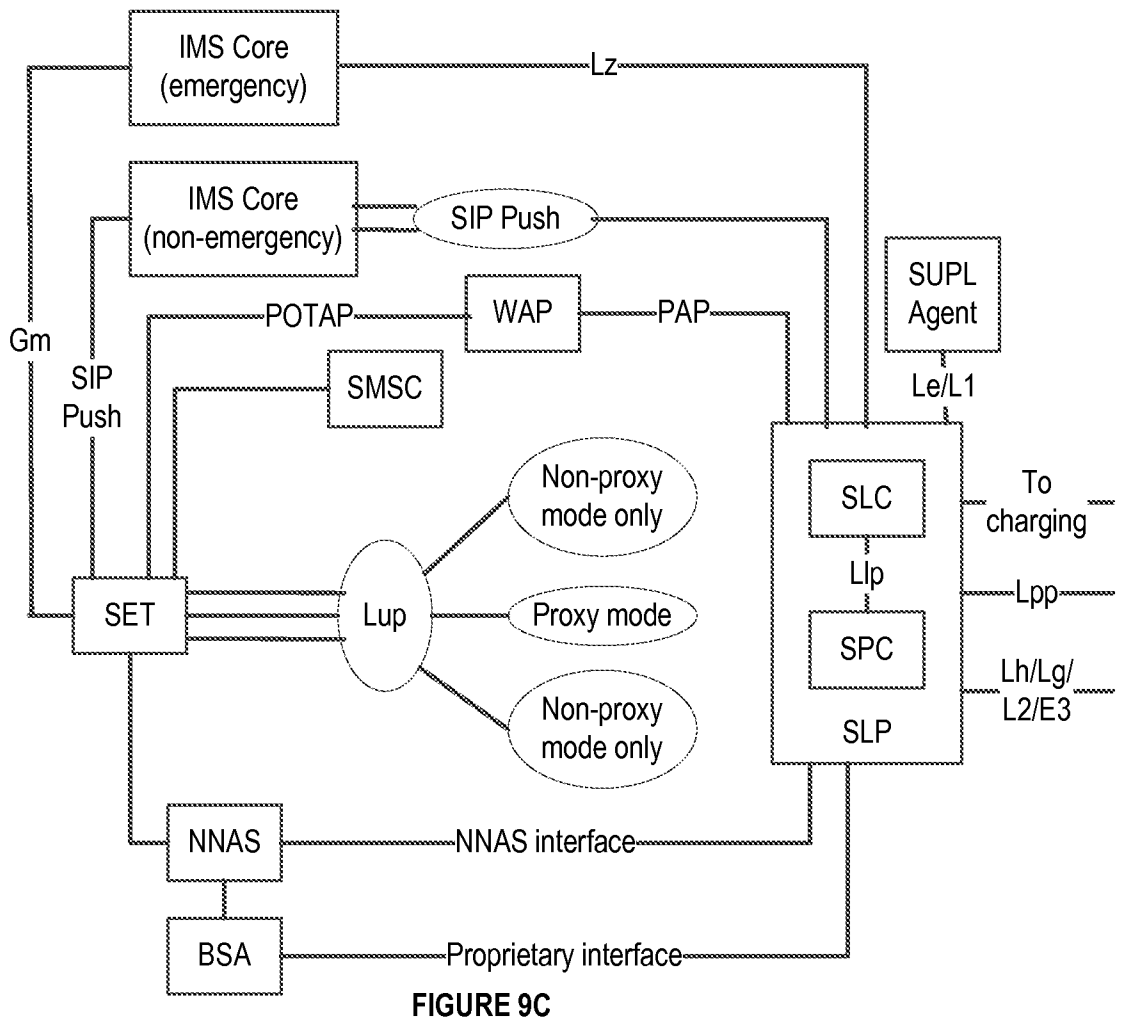 IMS Core
(emergency)
Lz
IMS Core
(non-emergency)
SIP Push
SUPL
Agent
POTAP
WAP
PAP
Gm
SIP
Push
SMSC
Le/L1
Non-proxy
mode only
SLC
To
charging
Llp
SET
Lup
Proxy mode
Lpp
SPC
Non-proxy
mode only
Lh/Lg/
L2/E3
SLP
NNAS
NNAS interface
BSA
Proprietary interface
FIGURE 9C